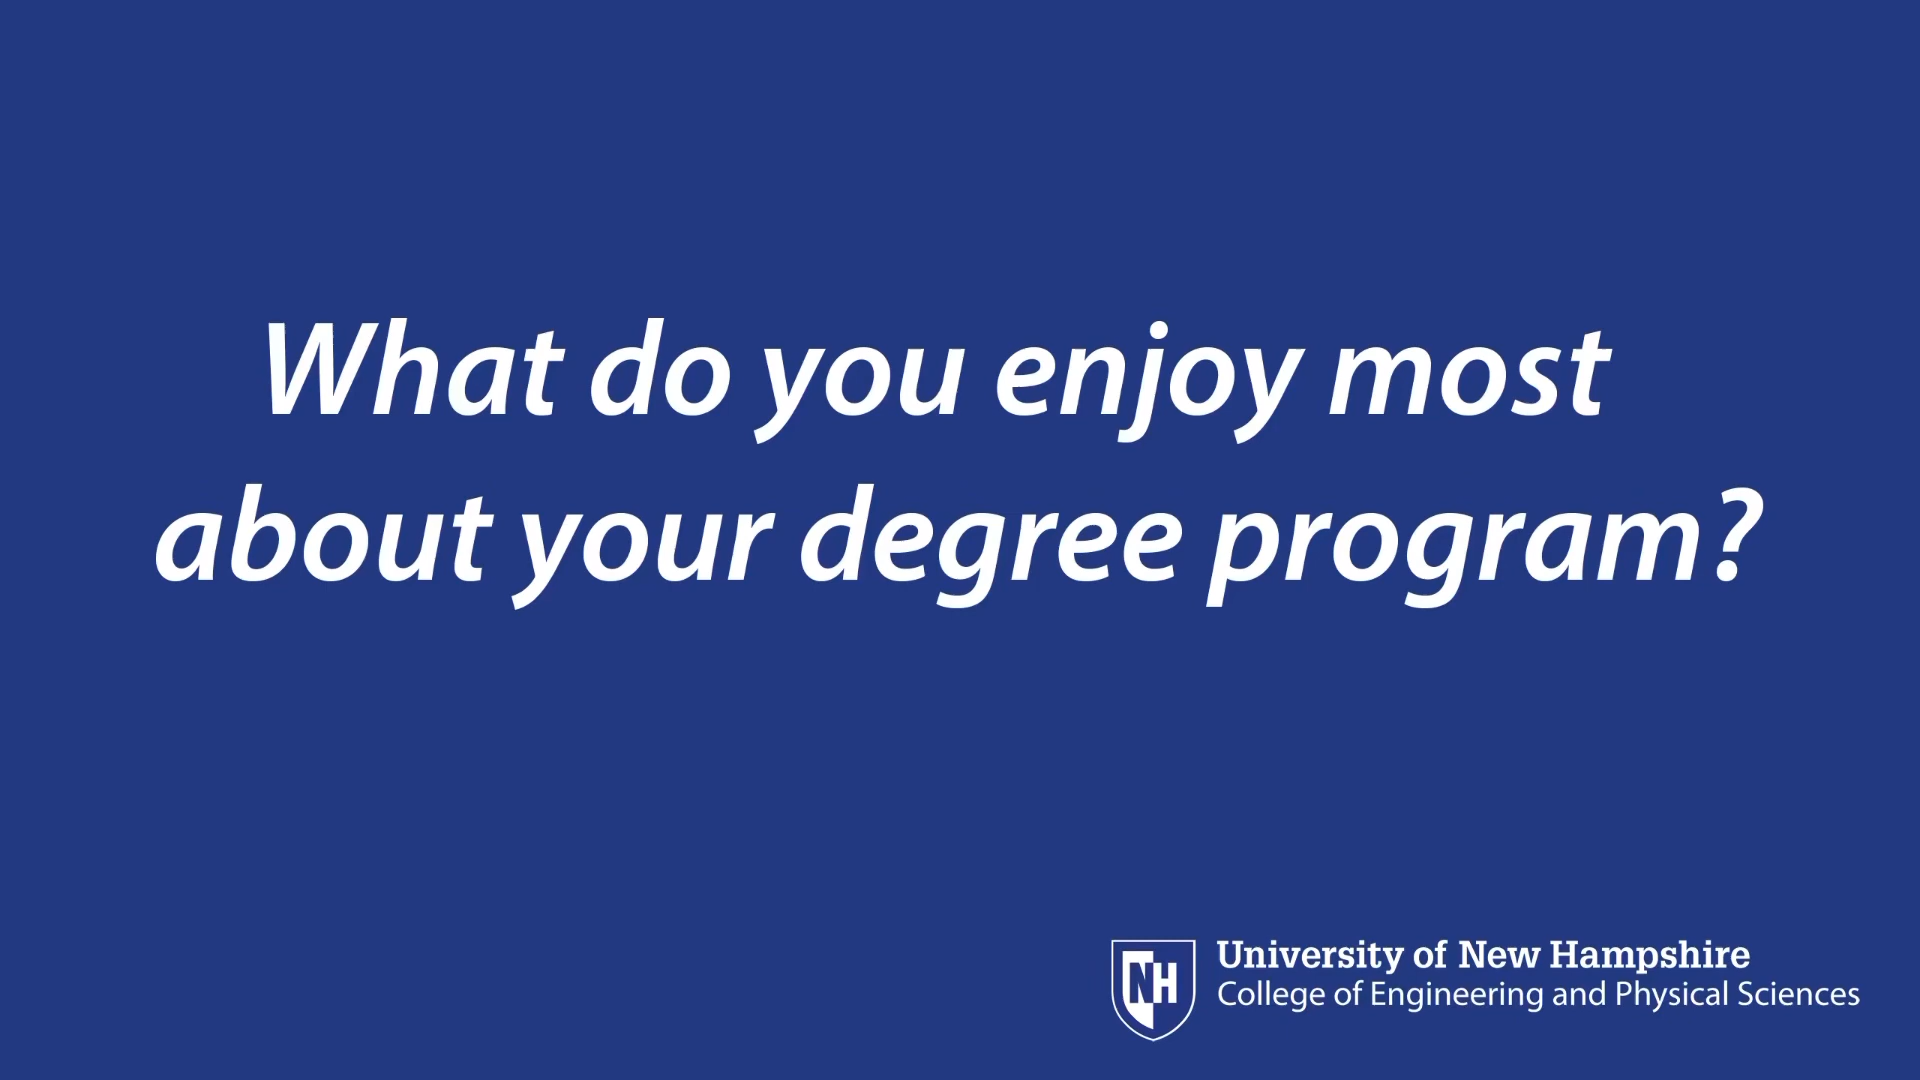 What do you enjoy most
about your degree program?
NH University of New Hampshire
College of Engineering and Physical Sciences